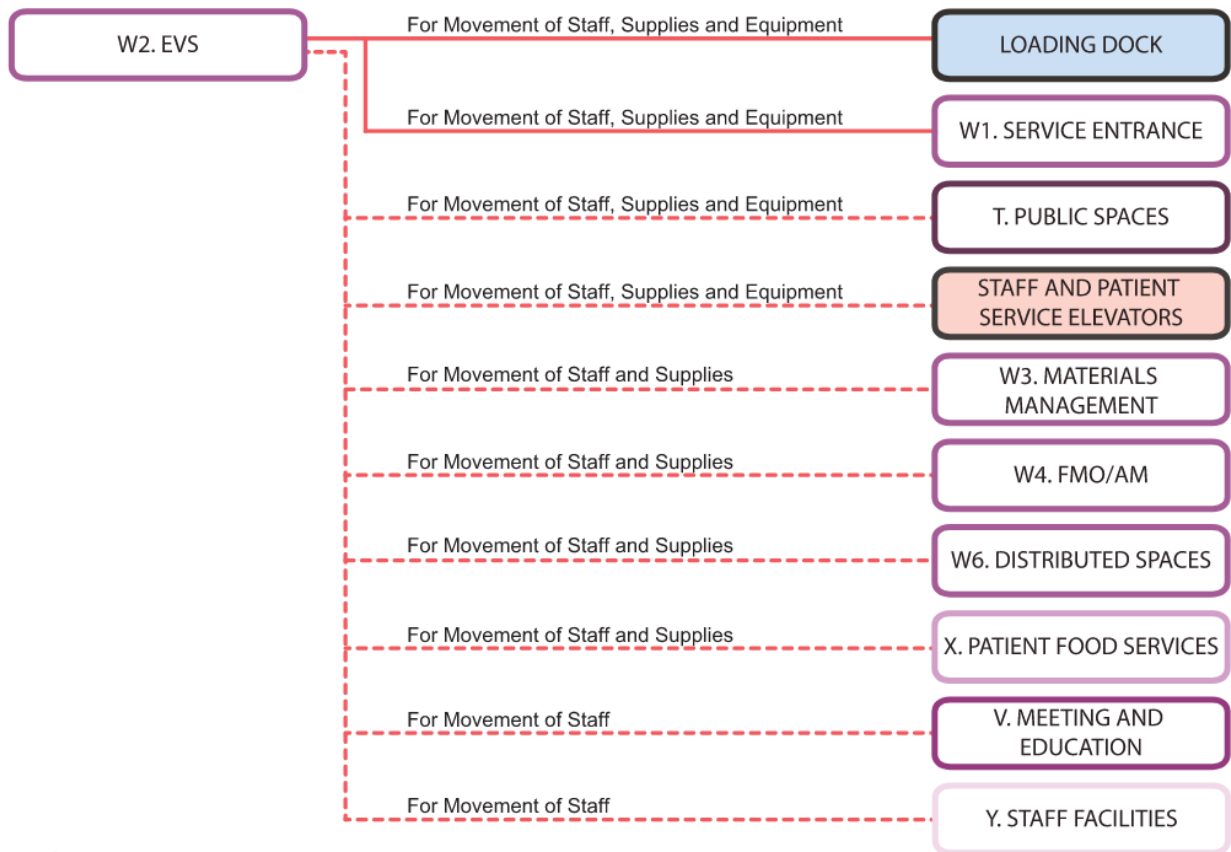 W2. EVS
For Movement of Staff, Supplies and Equipment
LOADING DOCK
For Movement of Staff, Supplies and Equipment
W1. SERVICE ENTRANCE
For Movement of Staff, Supplies and Equipment
T. PUBLIC SPACES
For Movement of Staff, Supplies and Equipment
STAFF AND PATIENT
SERVICE ELEVATORS
For Movement of Staff and Supplies
W3. MATERIALS
MANAGEMENT
For Movement of Staff and Supplies
W4. FMO/AM
For Movement of Staff and Supplies
W6. DISTRIBUTED SPACES
For Movement of Staff and Supplies
X. PATIENT FOOD SERVICES
For Movement of Staff
V. MEETING AND
EDUCATION
For Movement of Staff
Y. STAFF FACILITIES